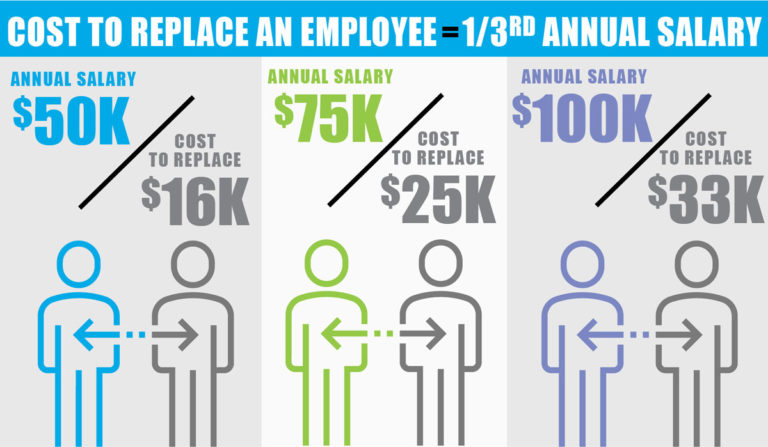 COST TO REPLACE AN EMPLOYEE = 1/3RD ANNUAL SALARY
ANNUAL SALARY
$50K
COST
TO REPLACE
$16K
ANNUAL SALARY
$75K
COST
TO REPLACE
$25K
ANNUAL SALARY
$100K
COST
TO REPLACE
$33K